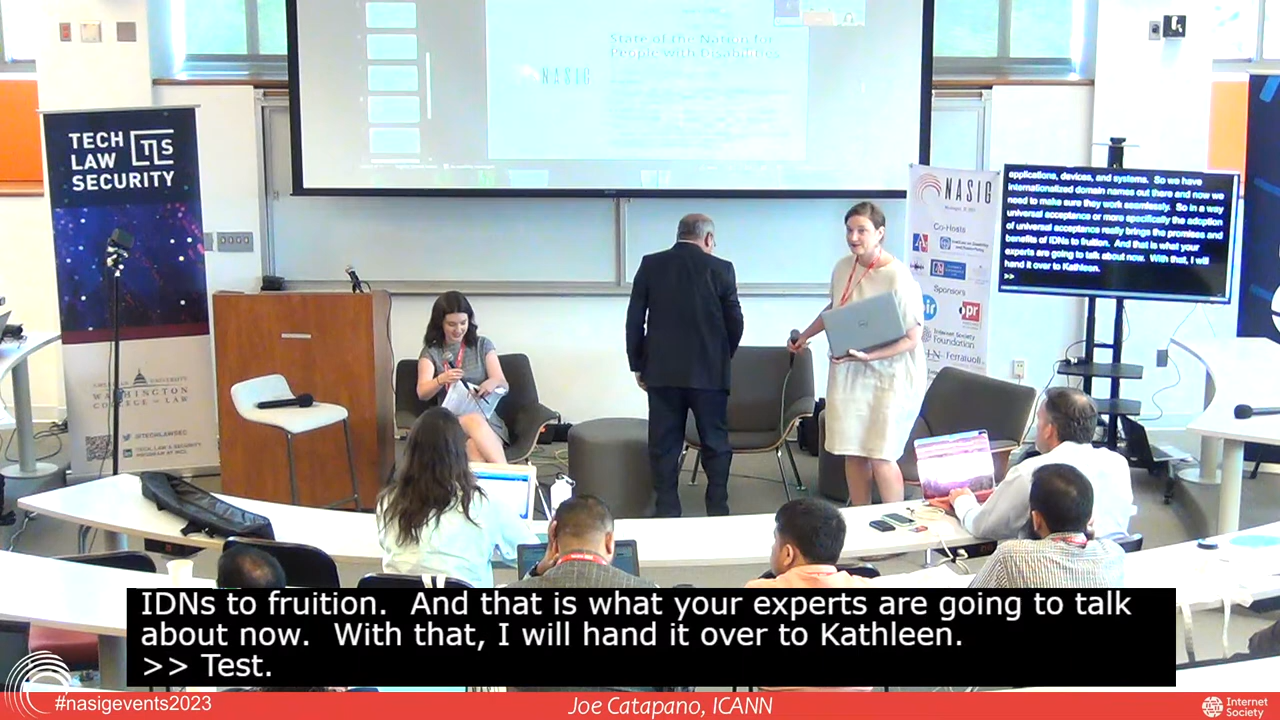 State of the Nation for
People with Disabilities
NASIG
TECH
LAW
SECURITY
TLS
WASHINGTON
COLLEGE of LAW
@TECHLAWSEC
TECH, LAW & SECURITY
PROGRAM AT WCL
NASIG
Co-Hosts
Sponsors
Internet Society
Foundation
Ferraiuoli
applications, devices, and systems. So we have
internationalized domain names out there and now we
need to make sure they work seamlessly. So in a way
universal acceptance or more specifically the adoption
of universal acceptance really brings the promises and
benefits of IDNs to fruition. And that is what your
experts are going to talk about now. With that, I will
hand it over to Kathleen.
>>
IDNs to fruition. And that is what your experts are going to talk
about now. With that, I will hand it over to Kathleen.
>> Test.
#nasigevents2023
Joe Catapano, ICANN
Internet
Society